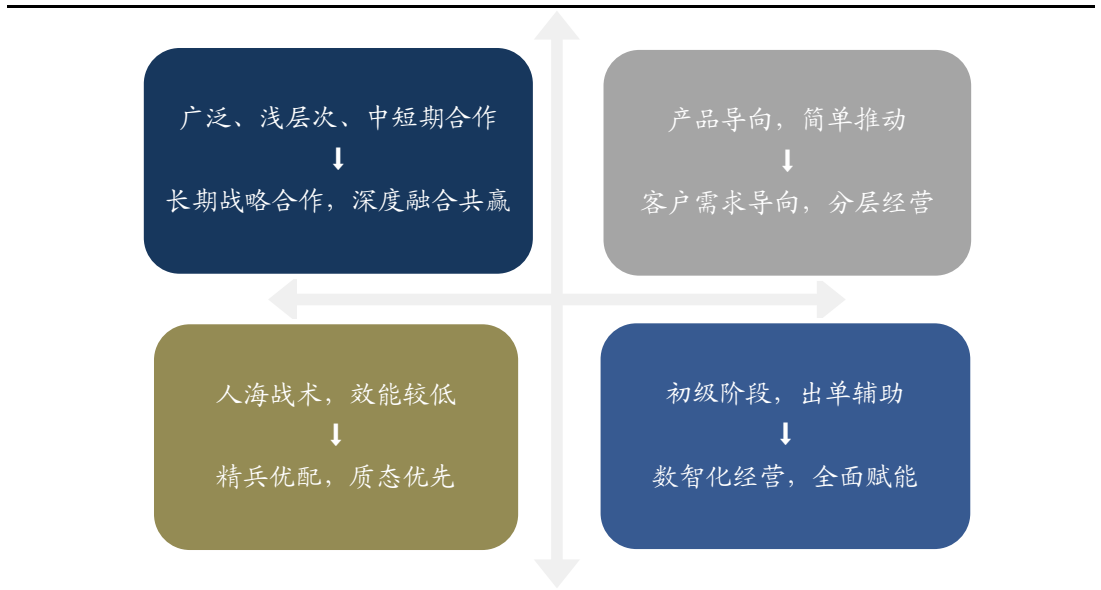 广泛、浅层次、中短期合作
长期战略合作，深度融合共赢
产品导向，简单推动
客户需求导向，分层经营
人海战术，效能较低
精兵优配，质态优先
初级阶段，出单辅助
数智化经营，全面赋能